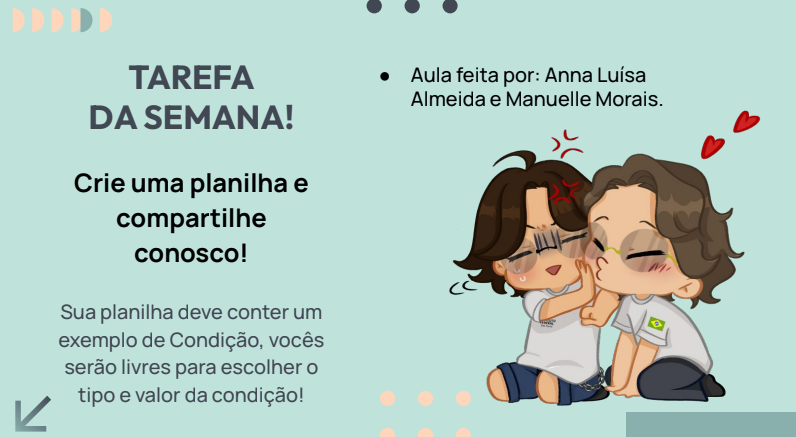 TAREFA
DA SEMANA!
Crie uma planilha e
compartilhe
conosco!
Sua planilha deve conter um
exemplo de Condição, vocês
serão livres para escolher o
tipo e valor da condição!
● Aula feita por: Anna Luísa
Almeida e Manuelle Morais.